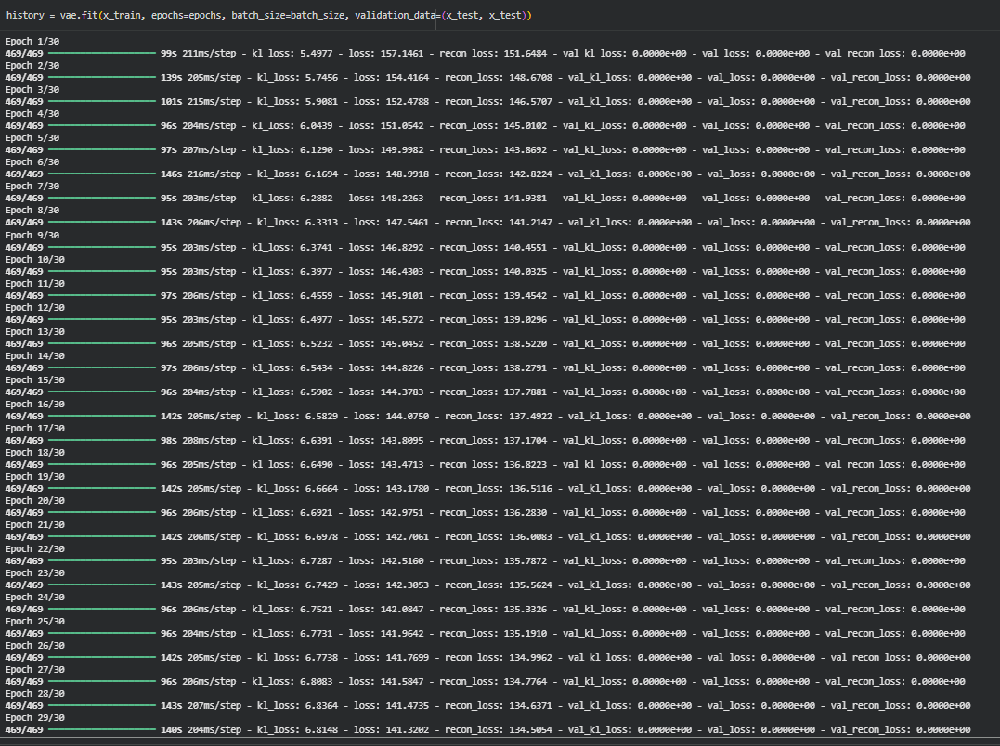 history = vae.fit(x_train, epochs=epochs, batch_size=batch_size, validation_data=(x_test, x_test))
Epoch 1/30
469/469 99s 211ms/step - kl_loss: 5.4977 - loss: 157.1461 - recon_loss: 151.6484 - val_kl_loss: 0.0000e+00 - val_loss: 0.0000e+00 - val_recon_loss: 0.0000e+00
Epoch 2/30
469/469 139s 205ms/step - kl_loss: 5.7456 - loss: 154.4164 - recon_loss: 148.6708 - val_kl_loss: 0.0000e+00 - val_loss: 0.0000e+00 - val_recon_loss: 0.0000e+00
Epoch 3/30
469/469 101s 215ms/step - kl_loss: 5.9081 - loss: 152.4788 - recon_loss: 146.5707 - val_kl_loss: 0.0000e+00 - val_loss: 0.0000e+00 - val_recon_loss: 0.0000e+00
Epoch 4/30
469/469 96s 204ms/step - kl_loss: 6.0439 - loss: 151.0542 - recon_loss: 145.0102 - val_kl_loss: 0.0000e+00 - val_loss: 0.0000e+00 - val_recon_loss: 0.0000e+00
Epoch 5/30
469/469 97s 207ms/step - kl_loss: 6.1290 - loss: 149.9982 - recon_loss: 143.8692 - val_kl_loss: 0.0000e+00 - val_loss: 0.0000e+00 - val_recon_loss: 0.0000e+00
Epoch 6/30
469/469 146s 216ms/step - kl_loss: 6.1694 - loss: 148.9918 - recon_loss: 142.8224 - val_kl_loss: 0.0000e+00 - val_loss: 0.0000e+00 - val_recon_loss: 0.0000e+00
Epoch 7/30
469/469 95s 203ms/step - kl_loss: 6.2882 - loss: 148.2263 - recon_loss: 141.9381 - val_kl_loss: 0.0000e+00 - val_loss: 0.0000e+00 - val_recon_loss: 0.0000e+00
Epoch 8/30
469/469 143s 206ms/step - kl_loss: 6.3313 - loss: 147.5461 - recon_loss: 141.2147 - val_kl_loss: 0.0000e+00 - val_loss: 0.0000e+00 - val_recon_loss: 0.0000e+00
Epoch 9/30
469/469 95s 203ms/step - kl_loss: 6.3741 - loss: 146.8292 - recon_loss: 140.4551 - val_kl_loss: 0.0000e+00 - val_loss: 0.0000e+00 - val_recon_loss: 0.0000e+00
Epoch 10/30
469/469 95s 203ms/step - kl_loss: 6.3977 - loss: 146.4303 - recon_loss: 140.0325 - val_kl_loss: 0.0000e+00 - val_loss: 0.0000e+00 - val_recon_loss: 0.0000e+00
Epoch 11/30
469/469 97s 206ms/step - kl_loss: 6.4559 - loss: 145.9101 - recon_loss: 139.4542 - val_kl_loss: 0.0000e+00 - val_loss: 0.0000e+00 - val_recon_loss: 0.0000e+00
Epoch 12/30
469/469 95s 203ms/step - kl_loss: 6.4977 - loss: 145.5272 - recon_loss: 139.0296 - val_kl_loss: 0.0000e+00 - val_loss: 0.0000e+00 - val_recon_loss: 0.0000e+00
Epoch 13/30
469/469 96s 205ms/step - kl_loss: 6.5232 - loss: 145.0452 - recon_loss: 138.5220 - val_kl_loss: 0.0000e+00 - val_loss: 0.0000e+00 - val_recon_loss: 0.0000e+00
Epoch 14/30
469/469 97s 206ms/step - kl_loss: 6.5434 - loss: 144.8226 - recon_loss: 138.2791 - val_kl_loss: 0.0000e+00 - val_loss: 0.0000e+00 - val_recon_loss: 0.0000e+00
Epoch 15/30
469/469 96s 204ms/step - kl_loss: 6.5902 - loss: 144.3783 - recon_loss: 137.7881 - val_kl_loss: 0.0000e+00 - val_loss: 0.0000e+00 - val_recon_loss: 0.0000e+00
Epoch 16/30
469/469 142s 205ms/step - kl_loss: 6.5829 - loss: 144.0750 - recon_loss: 137.4922 - val_kl_loss: 0.0000e+00 - val_loss: 0.0000e+00 - val_recon_loss: 0.0000e+00
Epoch 17/30
469/469 98s 208ms/step - kl_loss: 6.6391 - loss: 143.8095 - recon_loss: 137.1704 - val_kl_loss: 0.0000e+00 - val_loss: 0.0000e+00 - val_recon_loss: 0.0000e+00
Epoch 18/30
469/469 96s 205ms/step - kl_loss: 6.6490 - loss: 143.4713 - recon_loss: 136.8223 - val_kl_loss: 0.0000e+00 - val_loss: 0.0000e+00 - val_recon_loss: 0.0000e+00
Epoch 19/30
469/469 142s 205ms/step - kl_loss: 6.6664 - loss: 143.1780 - recon_loss: 136.5116 - val_kl_loss: 0.0000e+00 - val_loss: 0.0000e+00 - val_recon_loss: 0.0000e+00
Epoch 20/30
469/469 96s 206ms/step - kl_loss: 6.6921 - loss: 142.9751 - recon_loss: 136.2830 - val_kl_loss: 0.0000e+00 - val_loss: 0.0000e+00 - val_recon_loss: 0.0000e+00
Epoch 21/30
469/469 142s 206ms/step - kl_loss: 6.6978 - loss: 142.7061 - recon_loss: 136.0083 - val_kl_loss: 0.0000e+00 - val_loss: 0.0000e+00 - val_recon_loss: 0.0000e+00
Epoch 22/30
469/469 95s 203ms/step - kl_loss: 6.7287 - loss: 142.5160 - recon_loss: 135.7872 - val_kl_loss: 0.0000e+00 - val_loss: 0.0000e+00 - val_recon_loss: 0.0000e+00
Epoch 23/30
469/469 143s 205ms/step - kl_loss: 6.7429 - loss: 142.3053 - recon_loss: 135.5624 - val_kl_loss: 0.0000e+00 - val_loss: 0.0000e+00 - val_recon_loss: 0.0000e+00
Epoch 24/30
469/469 96s 206ms/step - kl_loss: 6.7521 - loss: 142.0847 - recon_loss: 135.3326 - val_kl_loss: 0.0000e+00 - val_loss: 0.0000e+00 - val_recon_loss: 0.0000e+00
Epoch 25/30
469/469 96s 204ms/step - kl_loss: 6.7731 - loss: 141.9642 - recon_loss: 135.1910 - val_kl_loss: 0.0000e+00 - val_loss: 0.0000e+00 - val_recon_loss: 0.0000e+00
Epoch 26/30
469/469 142s 205ms/step - kl_loss: 6.7738 - loss: 141.7699 - recon_loss: 134.9962 - val_kl_loss: 0.0000e+00 - val_loss: 0.0000e+00 - val_recon_loss: 0.0000e+00
Epoch 27/30
469/469 96s 206ms/step - kl_loss: 6.8083 - loss: 141.5847 - recon_loss: 134.7764 - val_kl_loss: 0.0000e+00 - val_loss: 0.0000e+00 - val_recon_loss: 0.0000e+00
Epoch 28/30
469/469 143s 207ms/step - kl_loss: 6.8364 - loss: 141.4735 - recon_loss: 134.6371 - val_kl_loss: 0.0000e+00 - val_loss: 0.0000e+00 - val_recon_loss: 0.0000e+00
Epoch 29/30
469/469 140s 204ms/step - kl_loss: 6.8148 - loss: 141.3202 - recon_loss: 134.5054 - val_kl_loss: 0.0000e+00 - val_loss: 0.0000e+00 - val_recon_loss: 0.0000e+00